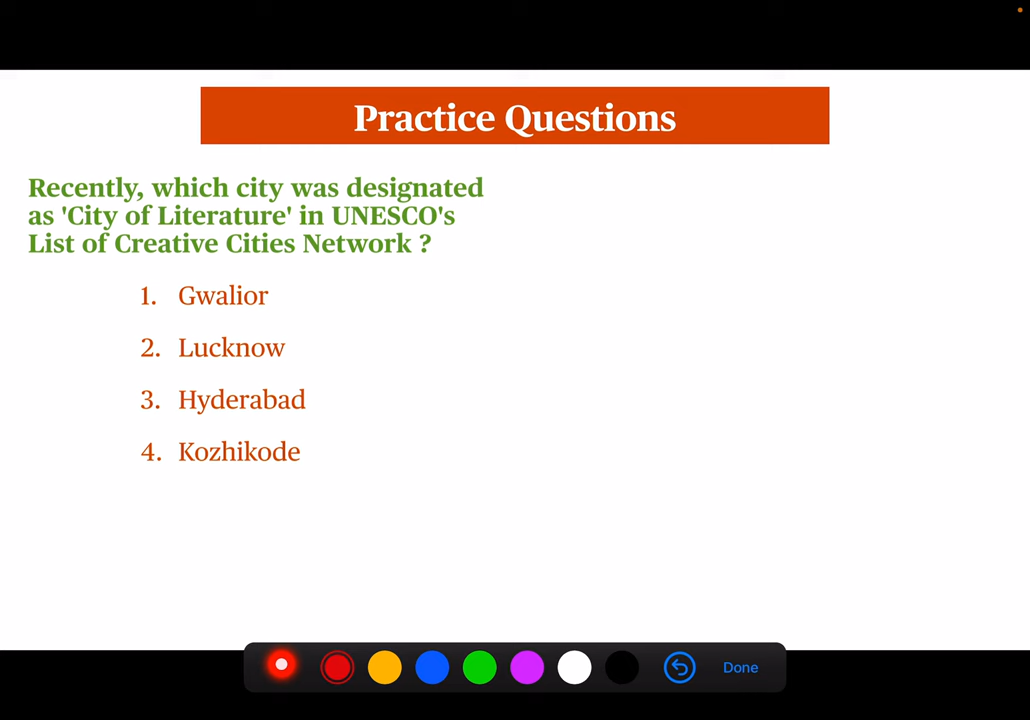 Practice Questions
Recently, which city was designated
as 'City of Literature' in UNESCO's
List of Creative Cities Network ?
1. Gwalior
2. Lucknow
3. Hyderabad
4. Kozhikode
Done